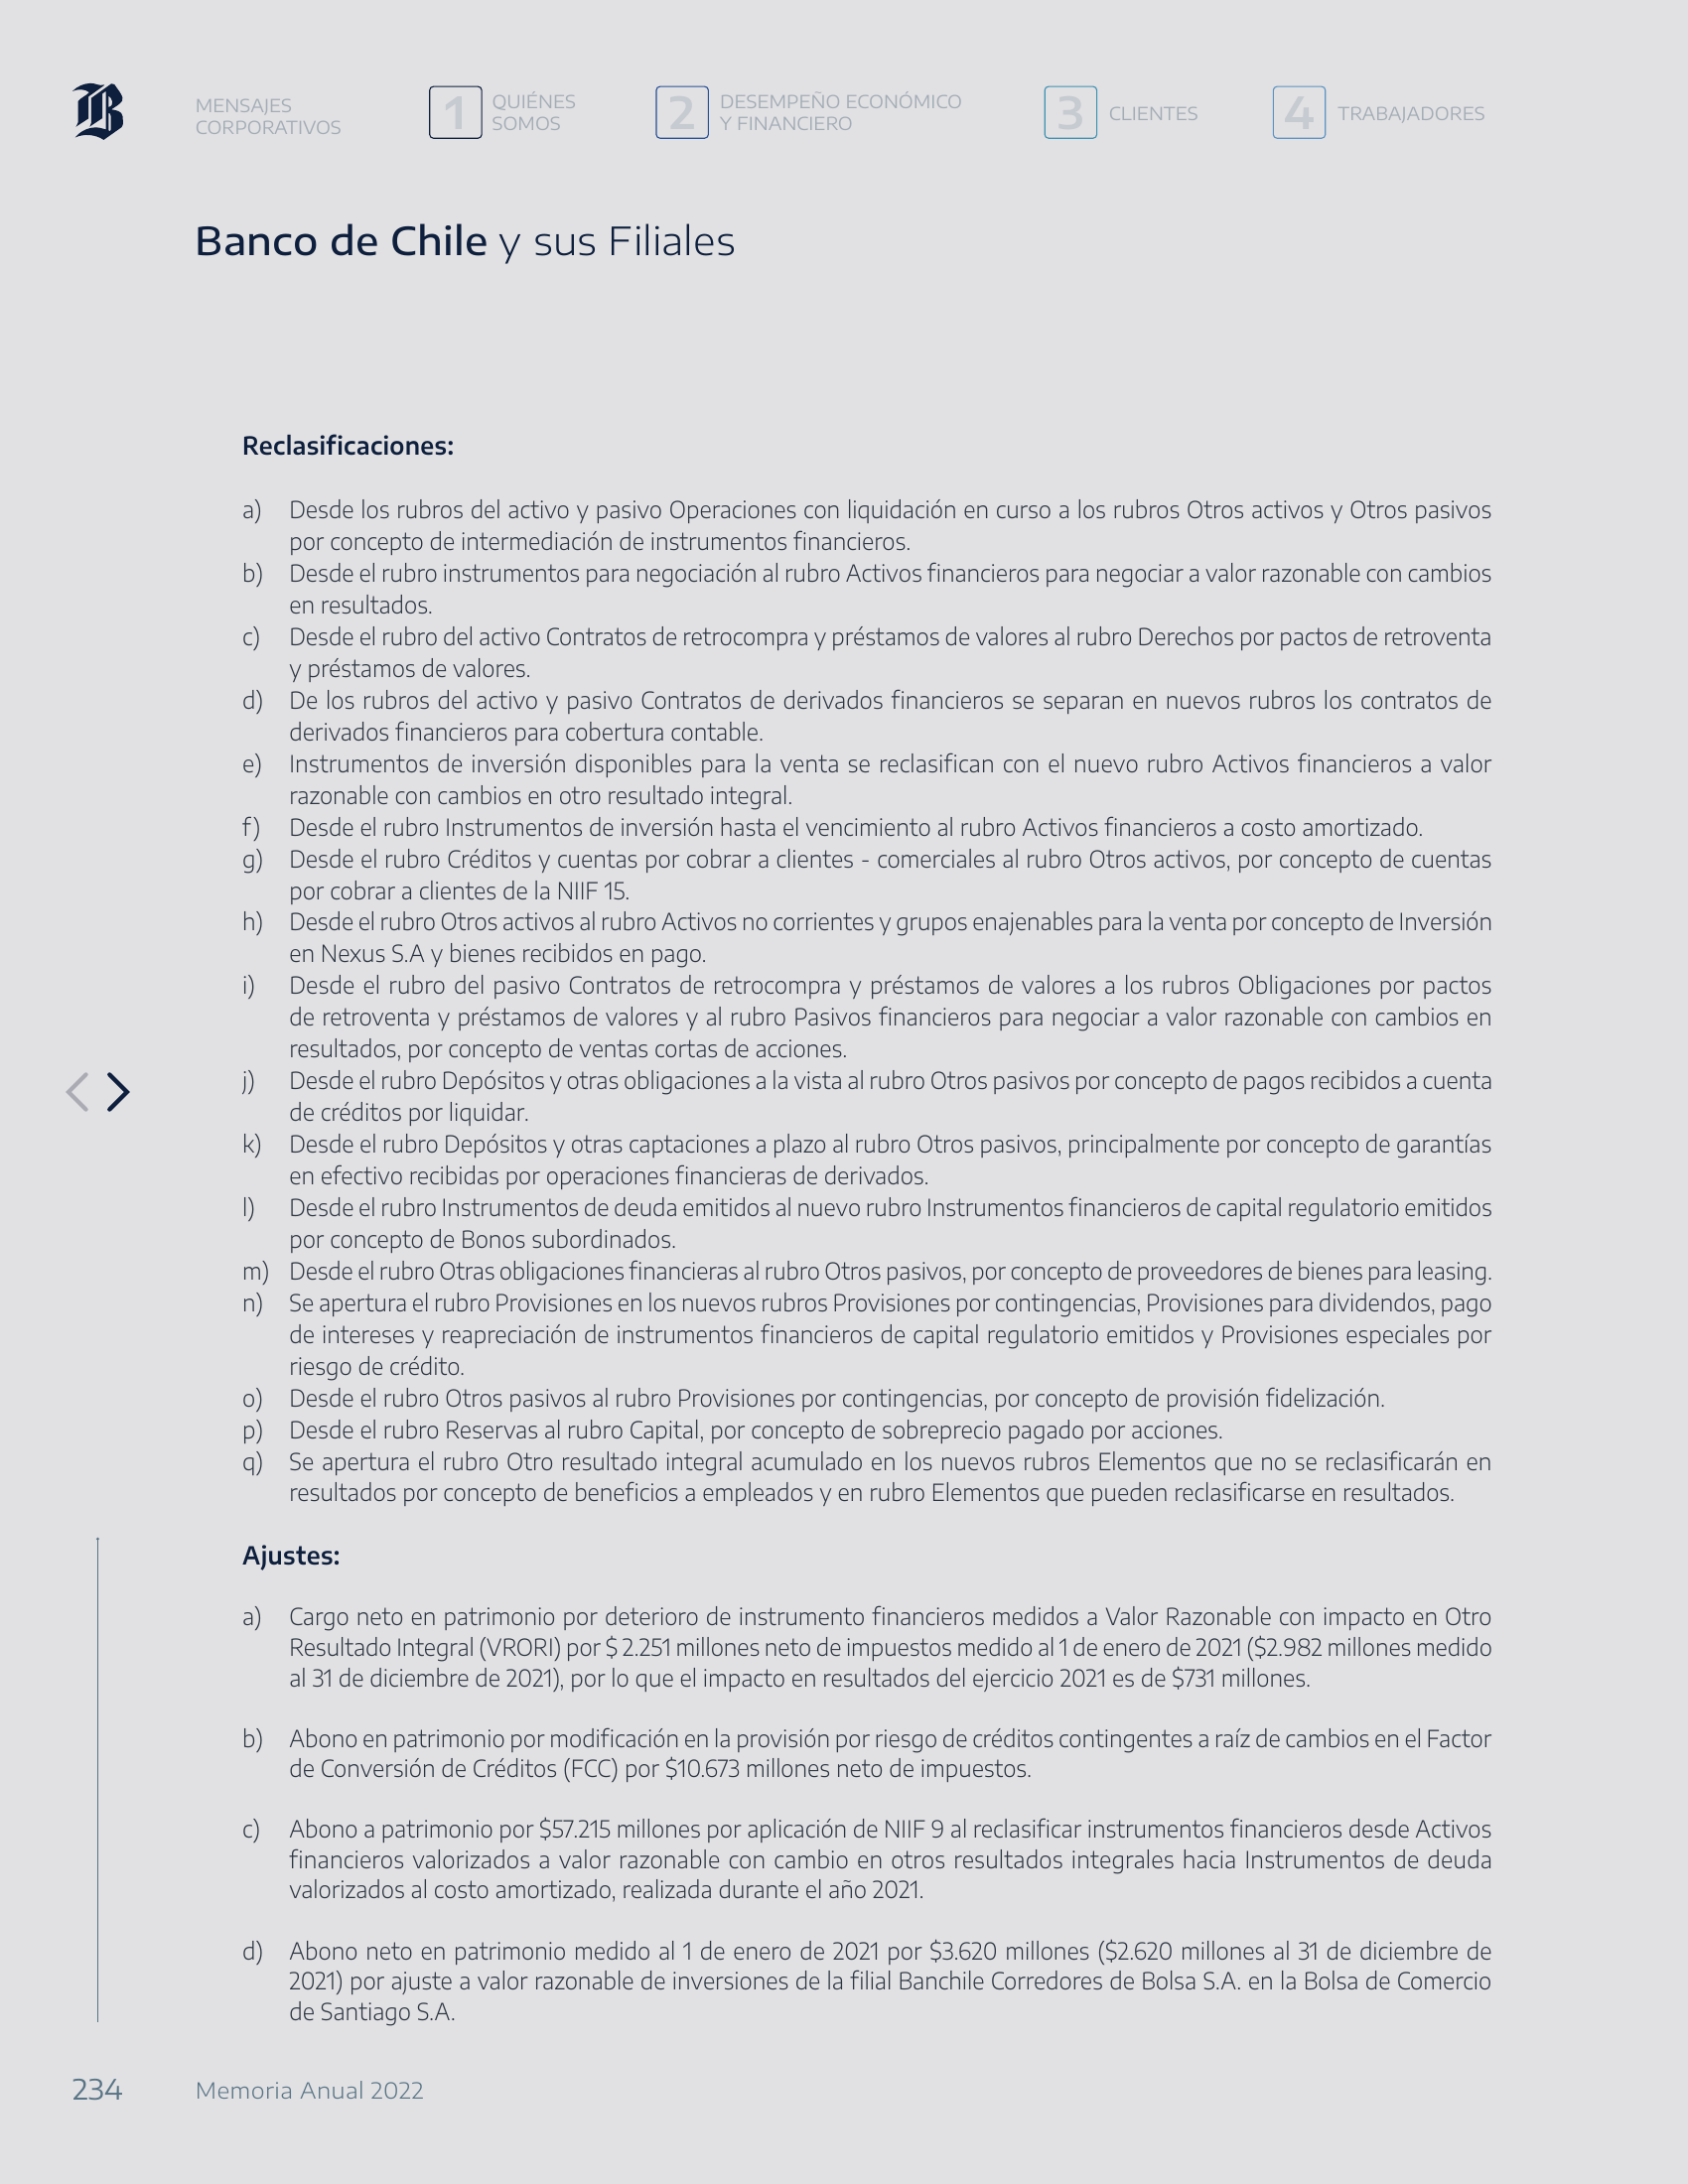 MENSAJES
CORPORATIVOS
1 QUIÉNES
SOMOS
2 DESEMPEÑO ECONÓMICO
Y FINANCIERO
3 CLIENTES
4 TRABAJADORES
Banco de Chile y sus Filiales
Reclasificaciones:
a) Desde los rubros del activo y pasivo Operaciones con liquidación en curso a los rubros Otros activos y Otros pasivos
por concepto de intermediación de instrumentos financieros.
b) Desde el rubro instrumentos para negociación al rubro Activos financieros para negociar a valor razonable con cambios
en resultados.
c) Desde el rubro del activo Contratos de retrocompra y préstamos de valores al rubro Derechos por pactos de retroventa
y préstamos de valores.
d) De los rubros del activo y pasivo Contratos de derivados financieros se separan en nuevos rubros los contratos de
derivados financieros para cobertura contable.
e) Instrumentos de inversión disponibles para la venta se reclasifican con el nuevo rubro Activos financieros a valor
razonable con cambios en otro resultado integral.
f) Desde el rubro Instrumentos de inversión hasta el vencimiento al rubro Activos financieros a costo amortizado.
g) Desde el rubro Créditos y cuentas por cobrar a clientes - comerciales al rubro Otros activos, por concepto de cuentas
por cobrar a clientes de la NIIF 15.
h) Desde el rubro Otros activos al rubro Activos no corrientes y grupos enajenables para la venta por concepto de Inversión
en Nexus S.A y bienes recibidos en pago.
i) Desde el rubro del pasivo Contratos de retrocompra y préstamos de valores a los rubros Obligaciones por pactos
de retroventa y préstamos de valores y al rubro Pasivos financieros para negociar a valor razonable con cambios en
resultados, por concepto de ventas cortas de acciones.
j) Desde el rubro Depósitos y otras obligaciones a la vista al rubro Otros pasivos por concepto de pagos recibidos a cuenta
de créditos por liquidar.
k) Desde el rubro Depósitos y otras captaciones a plazo al rubro Otros pasivos, principalmente por concepto de garantías
en efectivo recibidas por operaciones financieras de derivados.
l) Desde el rubro Instrumentos de deuda emitidos al nuevo rubro Instrumentos financieros de capital regulatorio emitidos
por concepto de Bonos subordinados.
m) Desde el rubro Otras obligaciones financieras al rubro Otros pasivos, por concepto de proveedores de bienes para leasing.
n) Se apertura el rubro Provisiones en los nuevos rubros Provisiones por contingencias, Provisiones para dividendos, pago
de intereses y reapreciación de instrumentos financieros de capital regulatorio emitidos y Provisiones especiales por
riesgo de crédito.
o) Desde el rubro Otros pasivos al rubro Provisiones por contingencias, por concepto de provisión fidelización.
p) Desde el rubro Reservas al rubro Capital, por concepto de sobreprecio pagado por acciones.
q) Se apertura el rubro Otro resultado integral acumulado en los nuevos rubros Elementos que no se reclasificarán en
resultados por concepto de beneficios a empleados y en rubro Elementos que pueden reclasificarse en resultados.
Ajustes:
a) Cargo neto en patrimonio por deterioro de instrumento financieros medidos a Valor Razonable con impacto en Otro
Resultado Integral (VRORI) por $ 2.251 millones neto de impuestos medido al 1 de enero de 2021 ($2.982 millones medido
al 31 de diciembre de 2021), por lo que el impacto en resultados del ejercicio 2021 es de $731 millones.
b) Abono en patrimonio por modificación en la provisión por riesgo de créditos contingentes a raíz de cambios en el Factor
de Conversión de Créditos (FCC) por $10.673 millones neto de impuestos.
c) Abono a patrimonio por $57.215 millones por aplicación de NIIF 9 al reclasificar instrumentos financieros desde Activos
financieros valorizados a valor razonable con cambio en otros resultados integrales hacia Instrumentos de deuda
valorizados al costo amortizado, realizada durante el año 2021.
d) Abono neto en patrimonio medido al 1 de enero de 2021 por $3.620 millones ($2.620 millones al 31 de diciembre de
2021) por ajuste a valor razonable de inversiones de la filial Banchile Corredores de Bolsa S.A. en la Bolsa de Comercio
de Santiago S.A.
234 Memoria Anual 2022